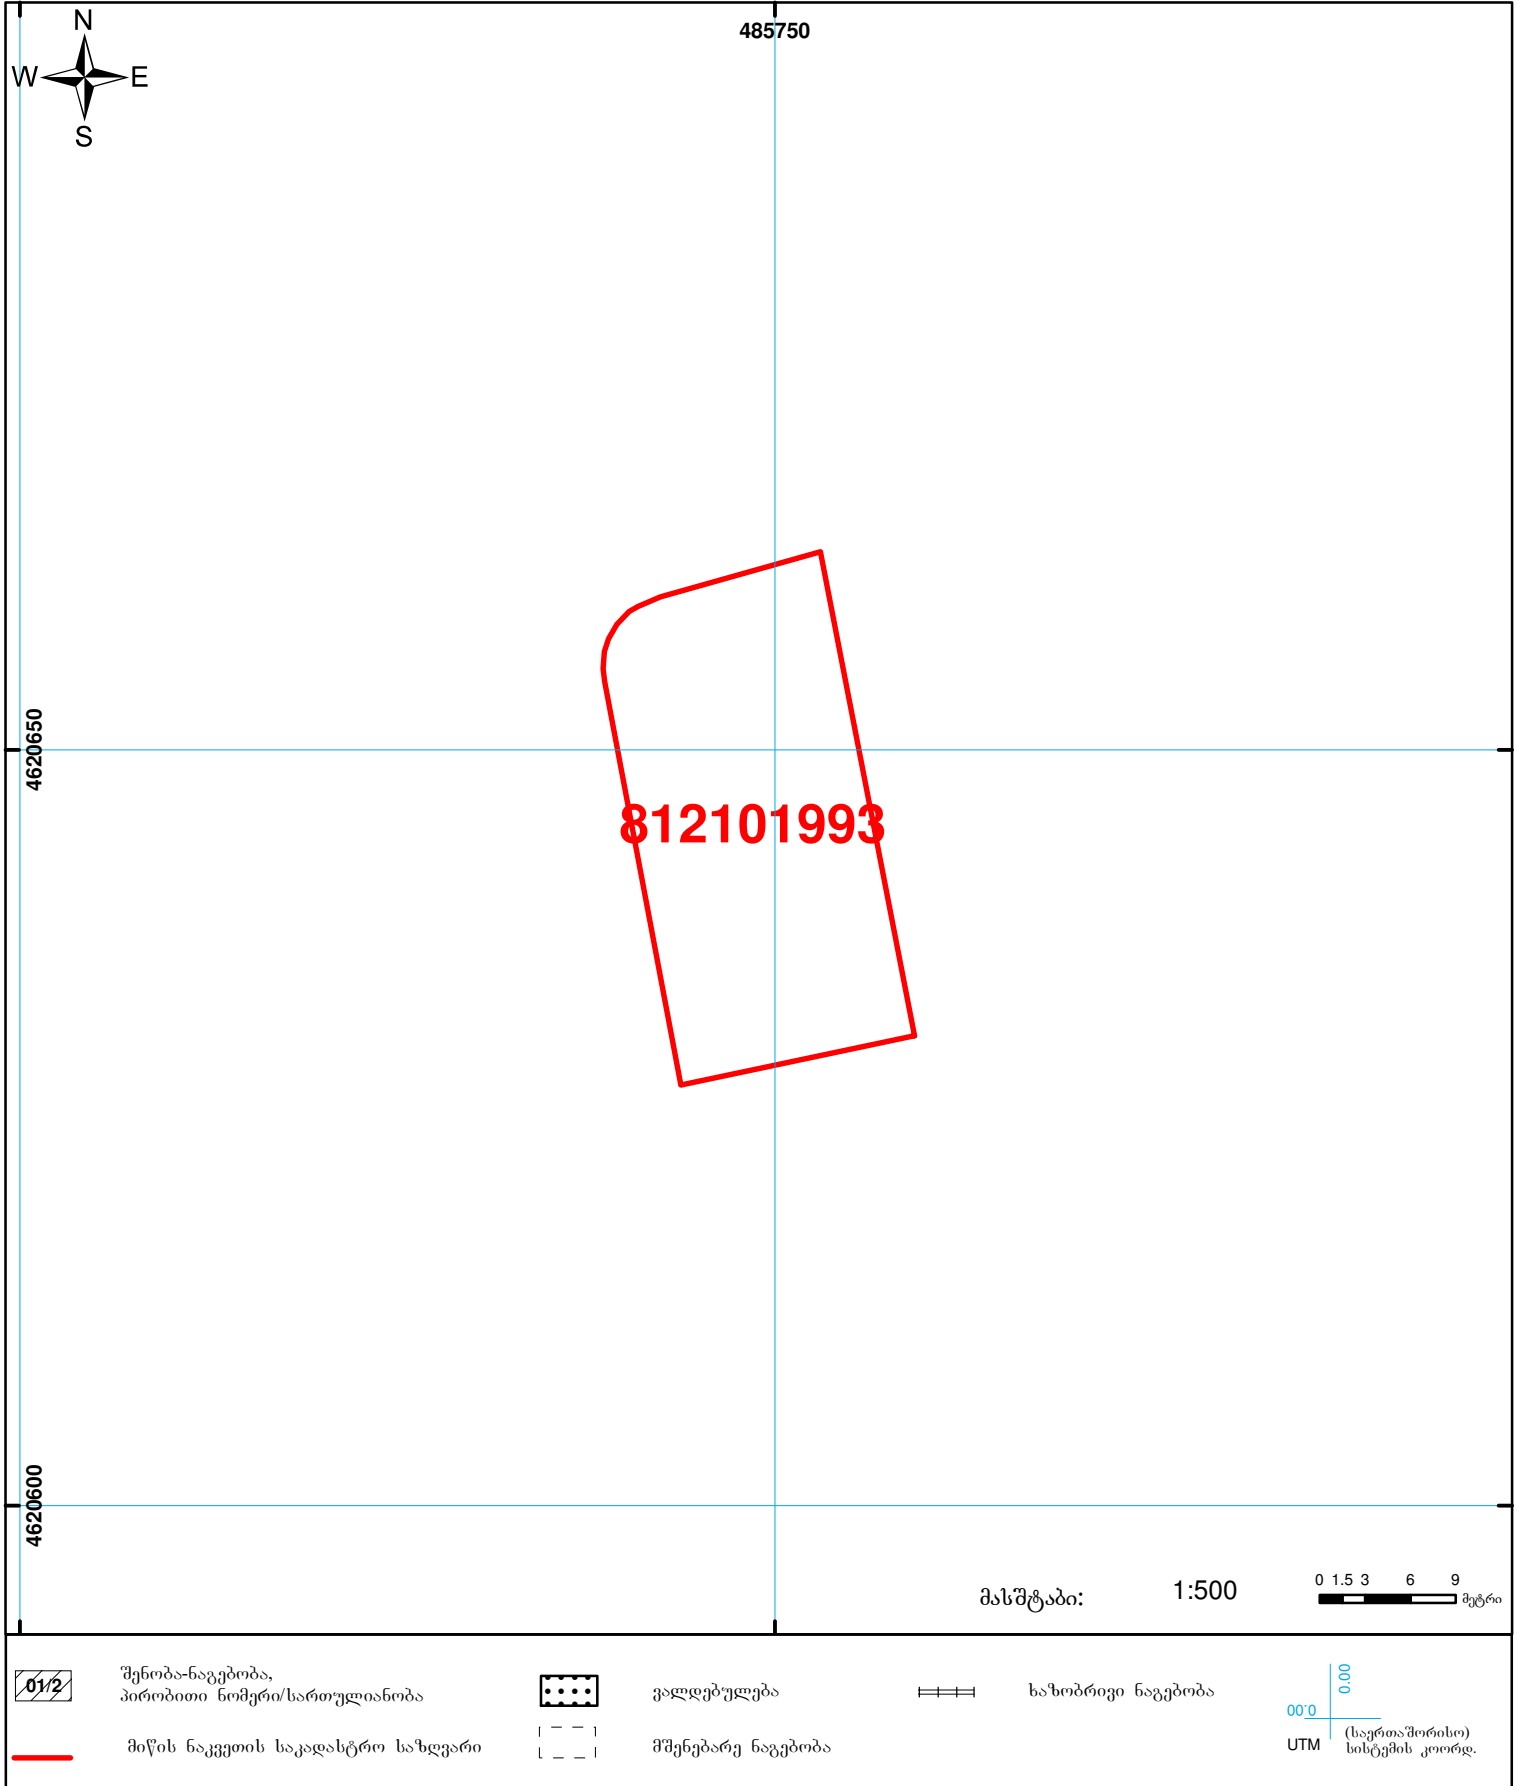 N
485750
W E
S
4620650
812101993
4620600
მასშტაბი: 1:500
0 1.5 3 6 9
მეტრი
01/2
შენობა-ნაგებობა,
პირობითი ნომერი/სართულიანობა
ვალდებულება
ხაზობრივი ნაგებობა
0.00
00.0
UTM
(საერთაშორისო)
სისტემის კოორდ.
მიწის ნაკვეთის საკადასტრო საზღვარი
მშენებარე ნაგებობა